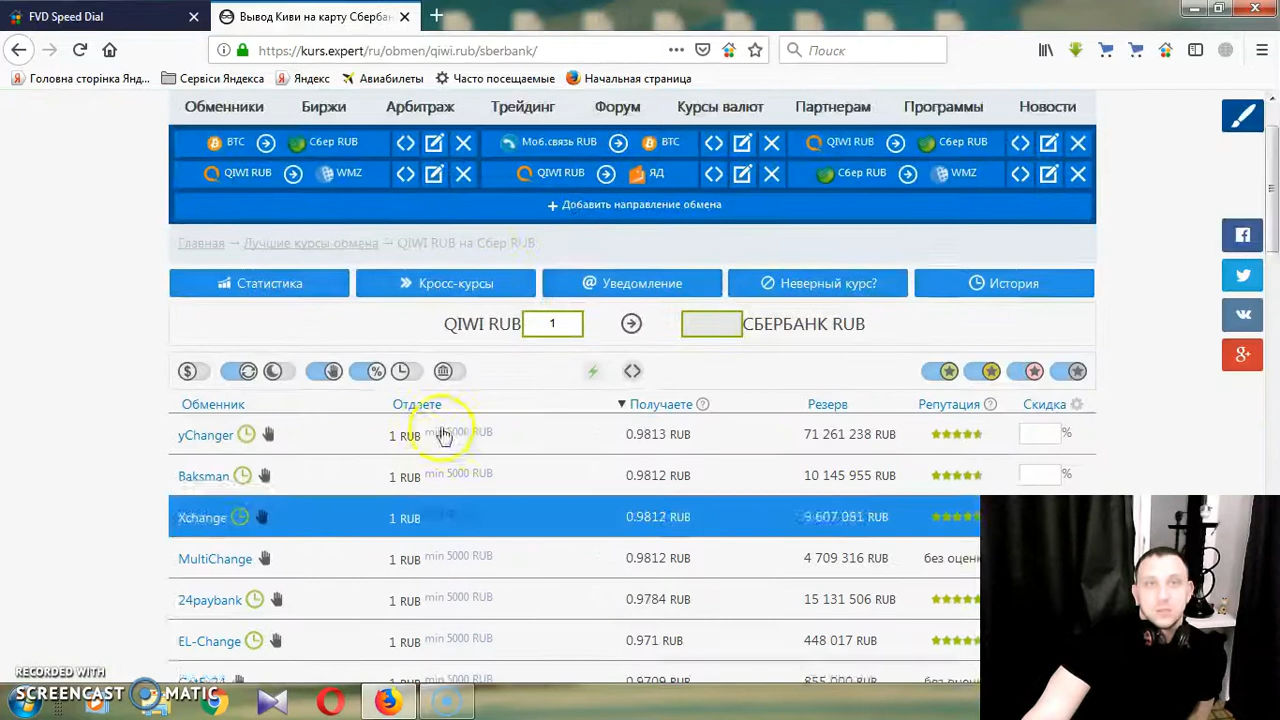 FVD Speed Dial
Вывод Киви на карту Сбербан
https://kurs.expert/ru/obmen/qiwi.rub/sberbank/
Поиск
Головна сторінка Янд...
Сервіси Яндекса
Яндекс
Авиабилеты
Часто посещаемые
Начальная страница
Обменники Биржи Арбитраж Трейдинг Форум Курсы валют Партнерам Программы Новости
BTC Сбер RUB Моб.связь RUB BTC QIWI RUB Сбер RUB
QIWI RUB WMZ QIWI RUB ЯД Сбер RUB WMZ
+ Добавить направление обмена
Главная → Лучшие курсы обмена → QIWI RUB на Сбер RUB
Статистика Кросс-курсы Уведомление Неверный курс? История
QIWI RUB 1 СБЕРБАНК RUB
Обменник Отдаете ▼ Получаете Резерв Репутация Скидка
yChanger 1 RUB min 5000 RUB 0.9813 RUB 71 261 238 RUB %
Baksman 1 RUB min 5000 RUB 0.9812 RUB 10 145 955 RUB %
Xchange 1 RUB 0.9812 RUB 9 607 081 RUB
MultiChange 1 RUB min 5000 RUB 0.9812 RUB 4 709 316 RUB без оцен
24paybank 1 RUB min 5000 RUB 0.9784 RUB 15 131 506 RUB
EL-Change 1 RUB min 5000 RUB 0.971 RUB 448 017 RUB
0.9709 RUB 855 000 RUB
RECORDED WITH
SCREENCAST MATIC